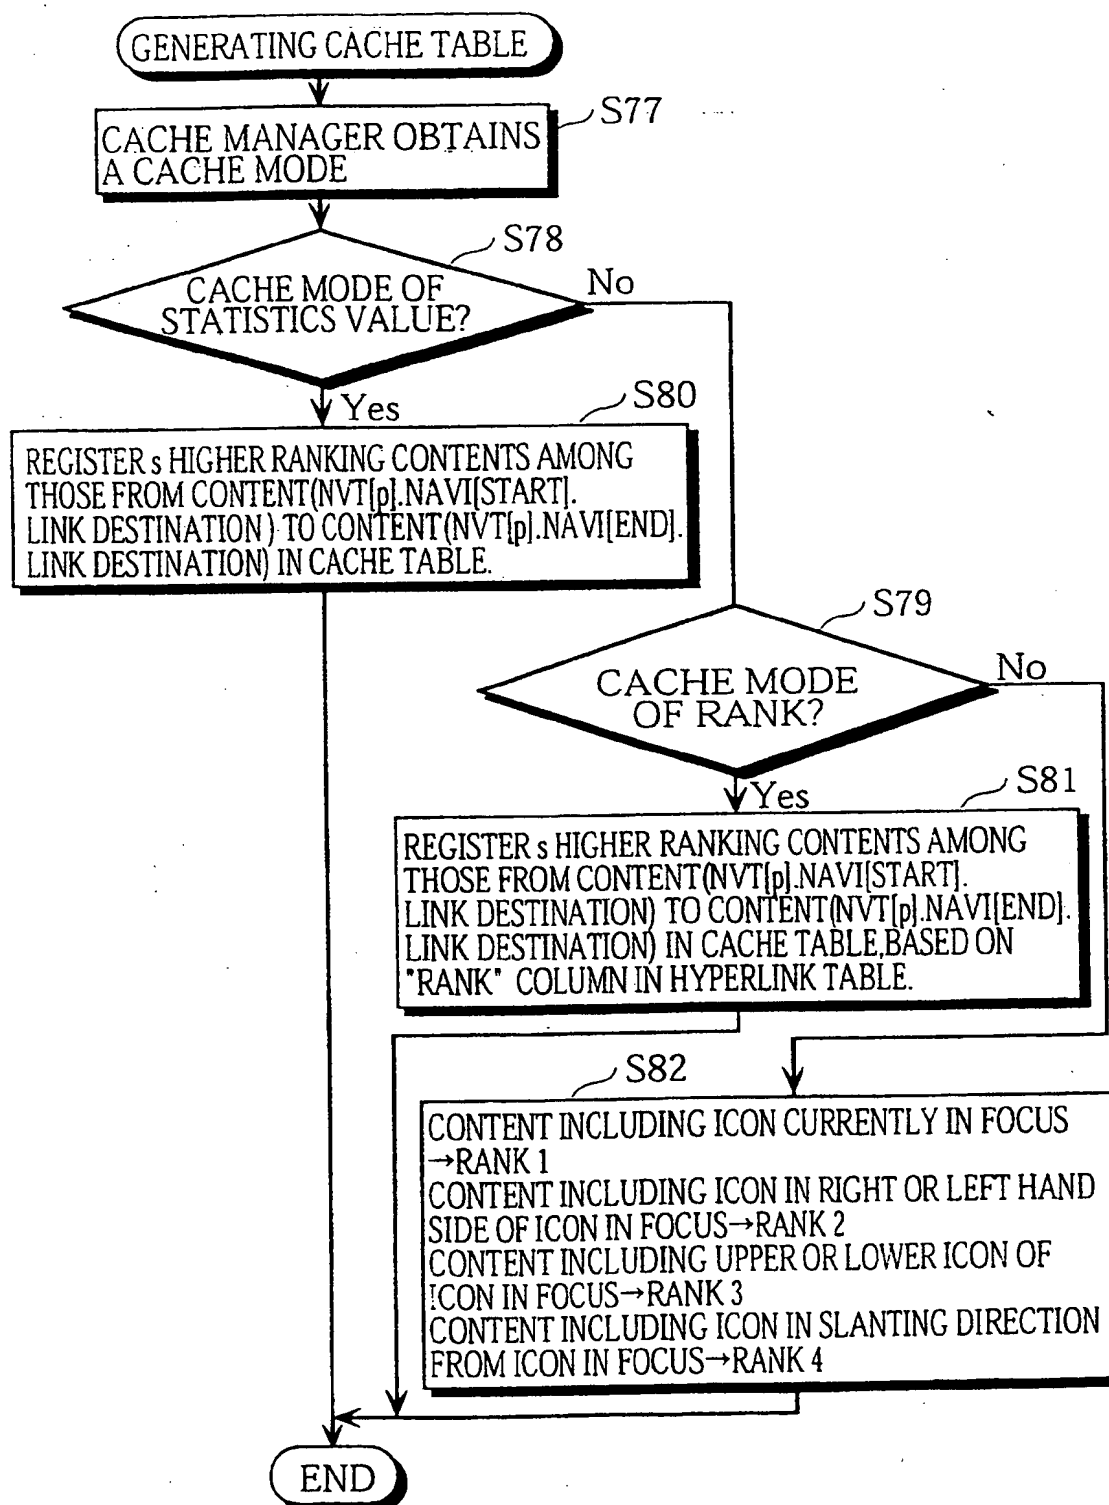 GENERATING CACHE TABLE
S77
CACHE MANAGER OBTAINS
A CACHE MODE
S78
CACHE MODE OF
STATISTICS VALUE?
No
Yes
S80
REGISTER s HIGHER RANKING CONTENTS AMONG
THOSE FROM CONTENT(NVT[p].NAVI[START].
LINK DESTINATION ) TO CONTENT(NVT[p].NAVI[END].
LINK DESTINATION) IN CACHE TABLE.
S79
CACHE MODE
OF RANK?
No
Yes
S81
REGISTER s HIGHER RANKING CONTENTS AMONG
THOSE FROM CONTENT(NVT[p].NAVI[START].
LINK DESTINATION) TO CONTENT(NVT[p].NAVI[END].
LINK DESTINATION) IN CACHE TABLE,BASED ON
"RANK" COLUMN IN HYPERLINK TABLE.
S82
CONTENT INCLUDING ICON CURRENTLY IN FOCUS
→RANK 1
CONTENT INCLUDING ICON IN RIGHT OR LEFT HAND
SIDE OF ICON IN FOCUS→RANK 2
CONTENT INCLUDING UPPER OR LOWER ICON OF
ICON IN FOCUS→RANK 3
CONTENT INCLUDING ICON IN SLANTING DIRECTION
FROM ICON IN FOCUS→RANK 4
END